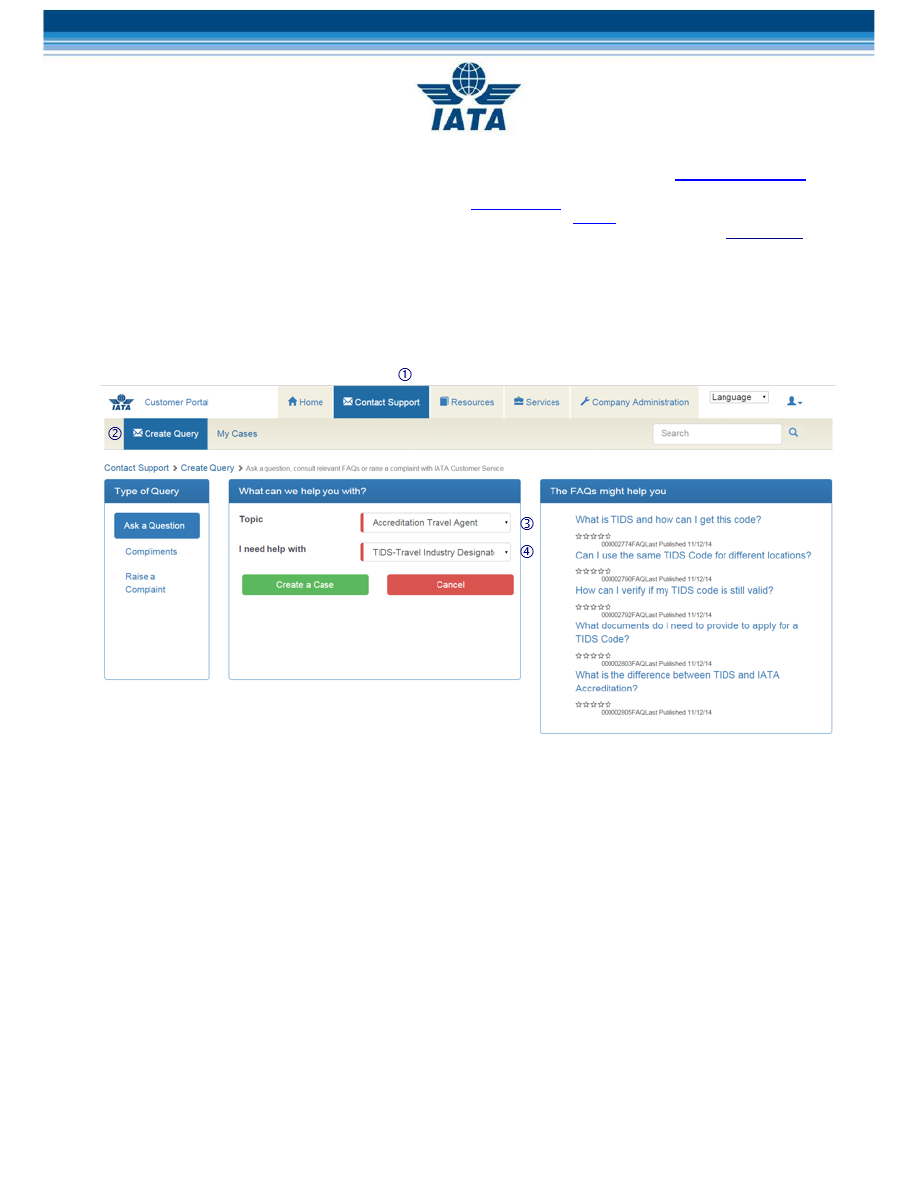 IATA
①
IATA
Customer Portal
Home
Contact Support
Resources
Services
Company Administration
Language
②
Create Query
My Cases
Search
Contact Support > Create Query > Ask a question, consult relevant FAQs or raise a complaint with IATA Customer Service
Type of Query
Ask a Question
Compliments
Raise a
Complaint
What can we help you with?
Topic
Accreditation Travel Agent
③
I need help with
TIDS-Travel Industry Designate
④
Create a Case
Cancel
The FAQs might help you
What is TIDS and how can I get this code?
000002774FAQLast Published 11/12/14
Can I use the same TIDS Code for different locations?
000002790FAQLast Published 11/12/14
How can I verify if my TIDS code is still valid?
000002792FAQLast Published 11/12/14
What documents do I need to provide to apply for a
TIDS Code?
000002803FAQLast Published 11/12/14
What is the difference between TIDS and IATA
Accreditation?
000002805FAQLast Published 11/12/14